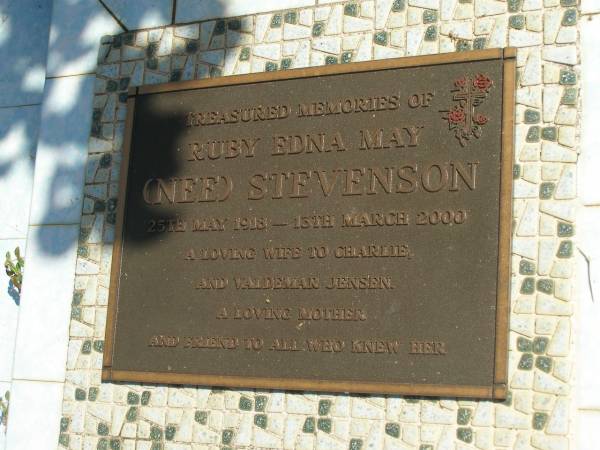 TREASURED MEMORIES OF
RUBY EDNA MAY
(NEE) STEVENSON
25TH MAY 1918 — 15TH MARCH 2000
A LOVING WIFE TO CHARLIE,
AND VALDEMAR JENSEN.
A LOVING MOTHER
AND FRIEND TO ALL WHO KNEW HER